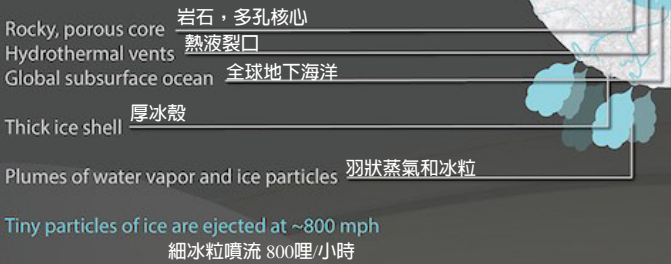 Rocky, porous core 岩石，多孔核心
Hydrothermal vents 熱液裂口
Global subsurface ocean 全球地下海洋
Thick ice shell 厚冰殼
Plumes of water vapor and ice particles 羽狀蒸氣和冰粒
Tiny particles of ice are ejected at ~800 mph
細冰粒噴流 800哩/小時